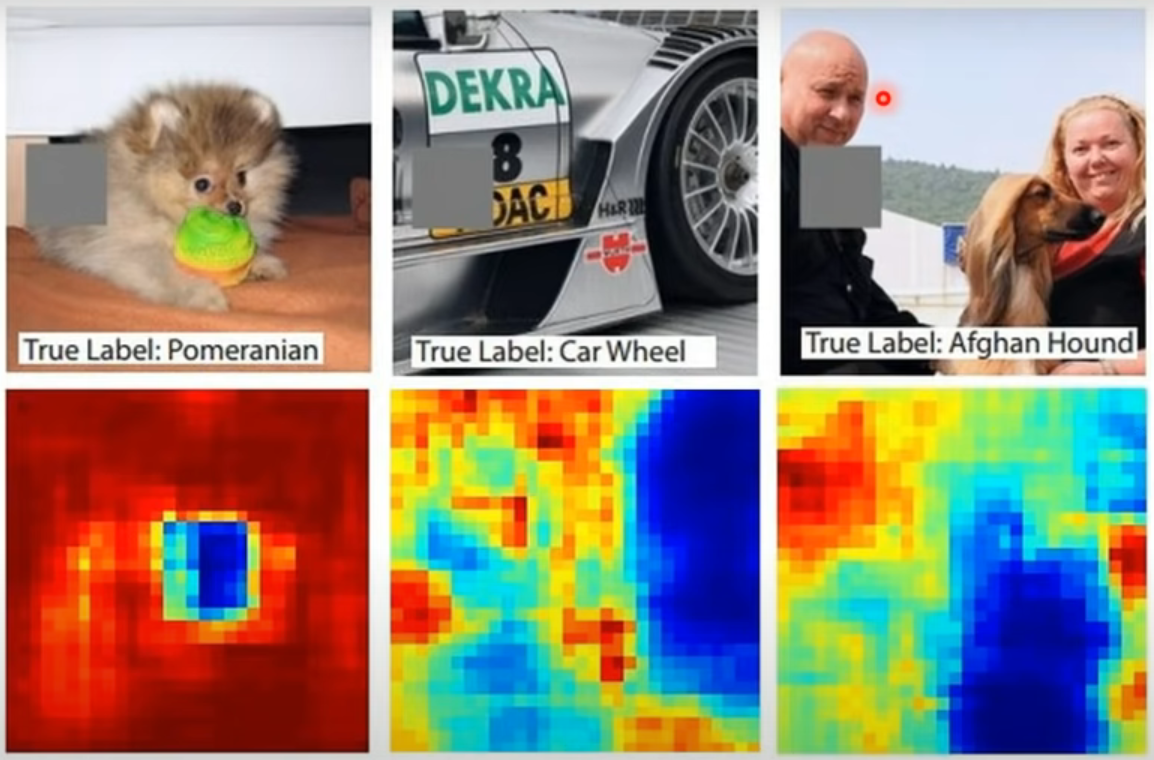 DEKRA
8
DAC
H&R
True Label: Pomeranian
True Label: Car Wheel
True Label: Afghan Hound